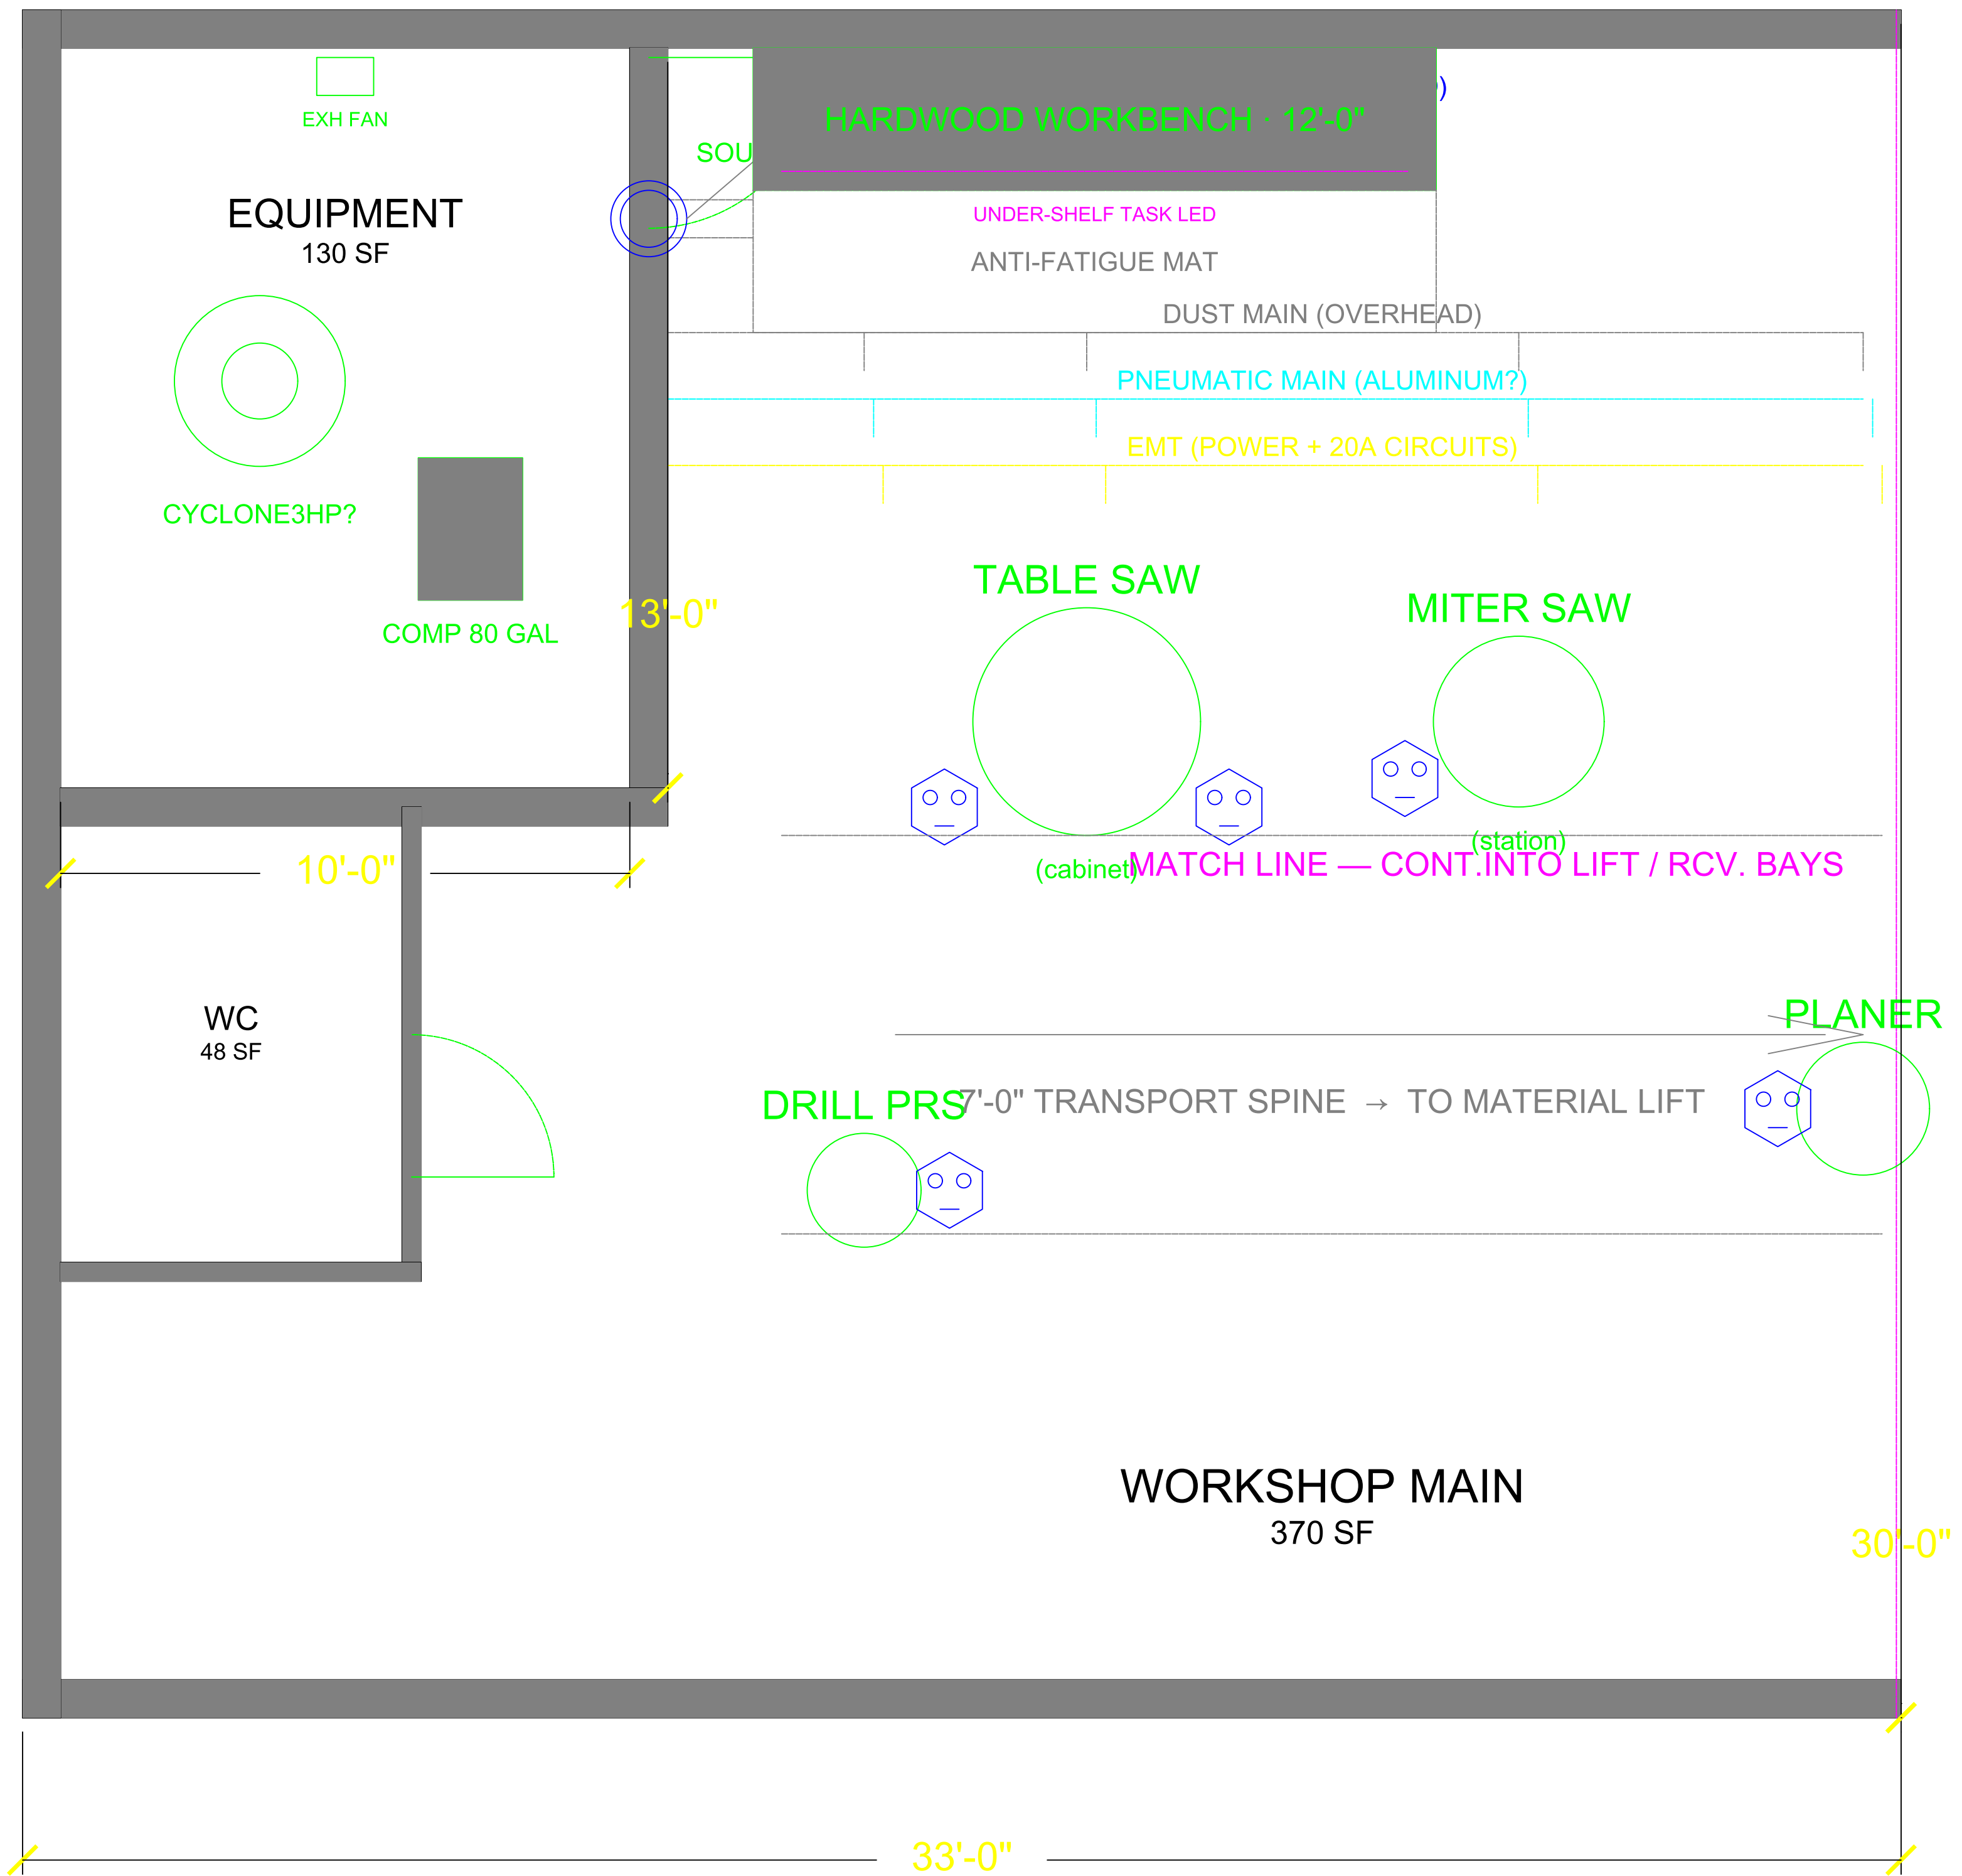 HARDWOOD WORKBENCH · 12'-0"
)
EXH FAN
SOU
EQUIPMENT
130 SF
UNDER-SHELF TASK LED
ANTI-FATIGUE MAT
DUST MAIN (OVERHEAD)
PNEUMATIC MAIN (ALUMINUM?)
EMT (POWER + 20A CIRCUITS)
CYCLONE3HP?
COMP 80 GAL
13'-0"
TABLE SAW
MITER SAW
(station)
(cabinet)
MATCH LINE — CONT.INTO LIFT / RCV. BAYS
10'-0"
WC
48 SF
PLANER
DRILL PRS
7'-0" TRANSPORT SPINE → TO MATERIAL LIFT
WORKSHOP MAIN
370 SF
30'-0"
33'-0"